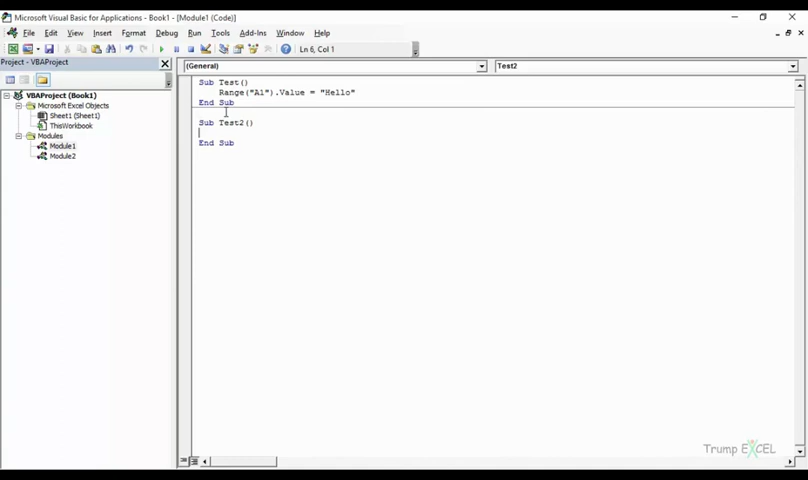 Microsoft Visual Basic for Applications - Book1 - [Module1 (Code)]
File Edit View Insert Format Debug Run Tools Add-Ins Window Help
Ln 6, Col 1
Project - VBAProject
(General)
Test2
VBAProject (Book1)
Microsoft Excel Objects
Sheet1 (Sheet1)
ThisWorkbook
Modules
Module1
Module2
Sub Test()
Range("A1").Value = "Hello"
End Sub
Sub Test2()
End Sub
Trump EXCEL